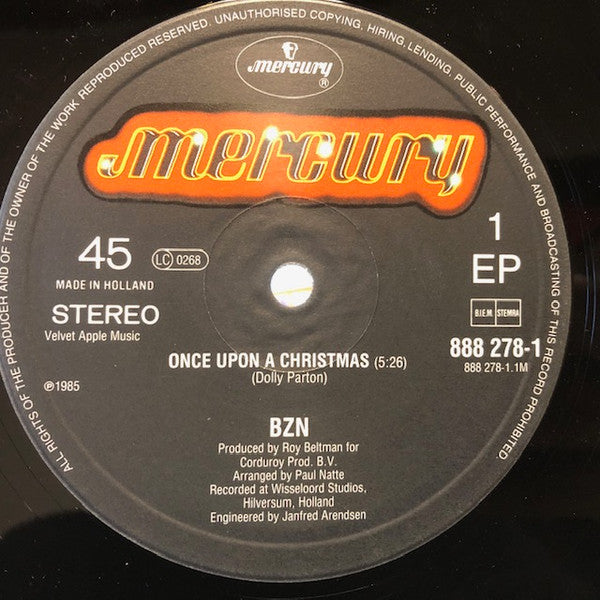 ALL RIGHTS OF THE PRODUCER AND OF THE OWNER OF THE WORK REPRODUCED RESERVED. UNAUTHORISED COPYING, HIRING, LENDING, PUBLIC PERFORMANCE AND BROADCASTING OF THIS RECORD PROHIBITED.
mercury
®
mercury
45
LC 0268
1
MADE IN HOLLAND
EP
STEREO
B.I.E.M. STEMRA
Velvet Apple Music
888 278-1
ONCE UPON A CHRISTMAS (5:26)
888 278-1.1M
(Dolly Parton)
℗1985
BZN
Produced by Roy Beltman for
Corduroy Prod. B.V.
Arranged by Paul Natte
Recorded at Wisseloord Studios,
Hilversum, Holland
Engineered by Janfred Arendsen